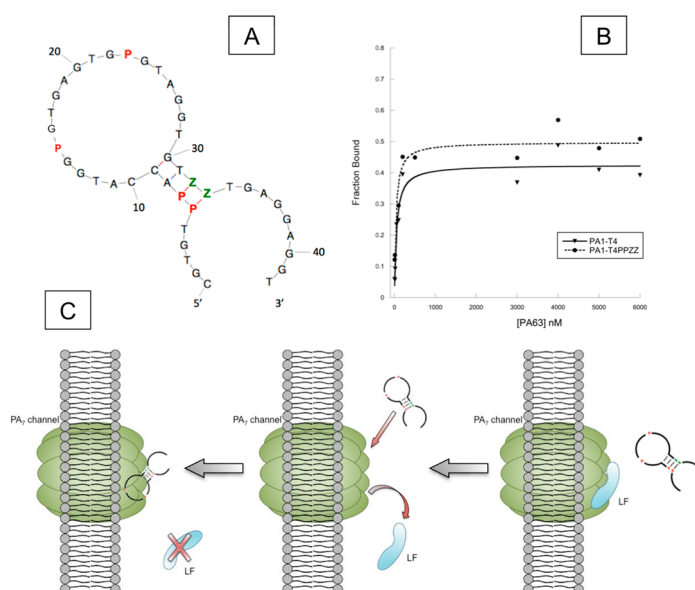 A
C G T G T P P A C C A T G G P G T G A G T G P G T A G G T G T Z Z T G A G G A G G T
10
20
30
40
5'
3'
B
Fraction Bound
0.8
0.7
0.6
0.5
0.4
0.3
0.2
0.1
0
0 1000 2000 3000 4000 5000 6000
[PA63] nM
PA1-T4
PA1-T4PPZZ
C
PA7 channel
LF
PA7 channel
LF
PA7 channel
LF